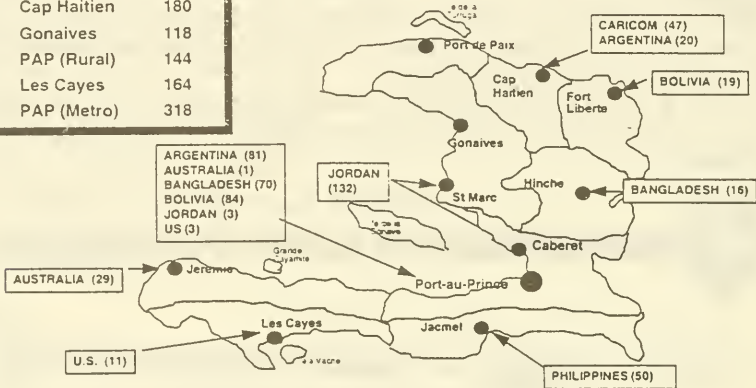 Cap Haitien 180
Gonaives 118
PAP (Rural) 144
Les Cayes 164
PAP (Metro) 318
Port de Paix
CARICOM (47)
ARGENTINA (20)
Cap
Haitien
BOLIVIA (19)
Fort
Liberte
Gonaives
ARGENTINA (81)
AUSTRALIA (1)
BANGLADESH (70)
BOLIVIA (84)
JORDAN (3)
US (3)
JORDAN
(132)
St Marc
Hinche
BANGLADESH (16)
Caberet
Grande
AUSTRALIA (29)
Jeremie
Port-au-Prince
Les Cayes
Jacmel
U.S. (11)
PHILIPPINES (50)